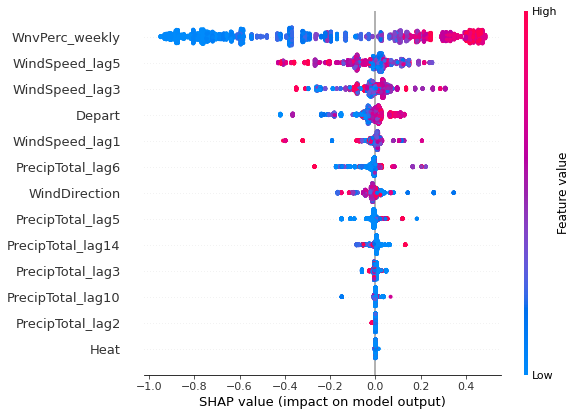 High
WnvPerc_weekly
WindSpeed_lag5
WindSpeed_lag3
Depart
WindSpeed_lag1
PrecipTotal_lag6
WindDirection
PrecipTotal_lag5
PrecipTotal_lag14
PrecipTotal_lag3
PrecipTotal_lag10
PrecipTotal_lag2
Heat
Feature value
Low
−1.0 −0.8 −0.6 −0.4 −0.2 0.0 0.2 0.4
SHAP value (impact on model output)